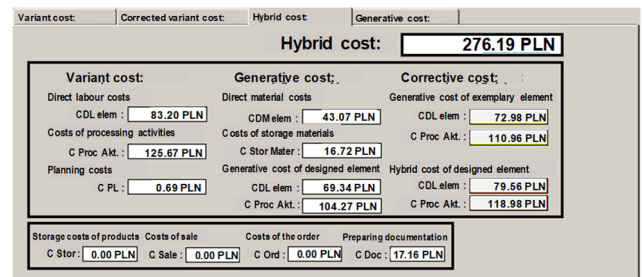 Variant cost: Corrected variant cost: Hybrid cost: Generative cost:
Hybrid cost: 276.19 PLN
Variant cost: Generative cost: Corrective cost:
Direct labour costs Direct material costs Generative cost of exemplary element
CDL elem : 83.20 PLN CDM elem : 43.07 PLN CDL elem : 72.98 PLN
Costs of processing activities Costs of storage materials C Proc Akt. : 110.96 PLN
C Proc Akt. : 125.67 PLN C Stor Mater : 16.72 PLN
Planning costs Generative cost of designed element Hybrid cost of designed element
C PL : 0.69 PLN CDL elem : 69.34 PLN CDL elem : 79.56 PLN
C Proc Akt. : 104.27 PLN C Proc Akt. : 118.98 PLN
Storage costs of products Costs of sale Costs of the order Preparing documentation
C Stor : 0.00 PLN C Sale : 0.00 PLN C Ord : 0.00 PLN C Doc : 17.16 PLN